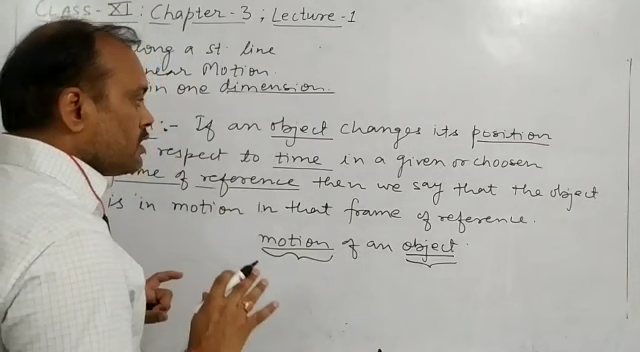 CLASS-XI: Chapter-3; Lecture-1
along a st. line
near Motion.
in one dimension.
:- If an object changes its position
respect to time in a given or choosen
of reference then we say that the object
is in motion in that frame of reference.
motion of an object.